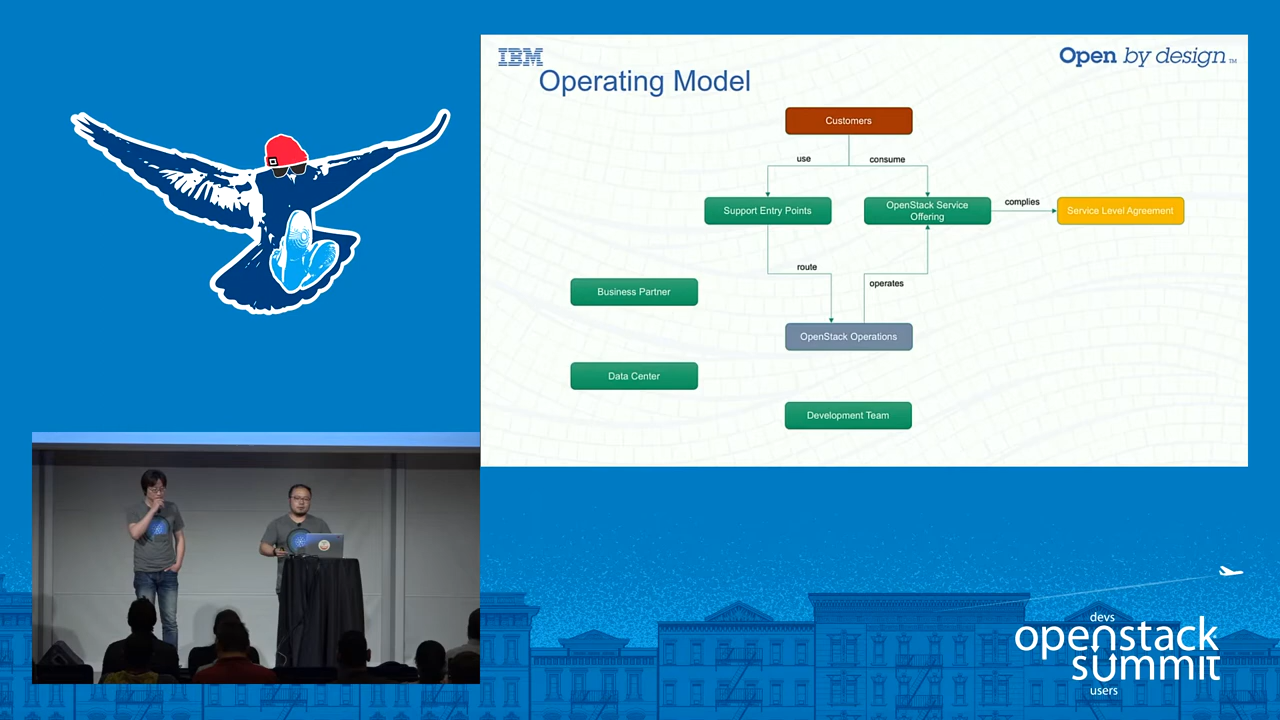 IBM
Open by design™
Operating Model
Customers
use
consume
Support Entry Points
OpenStack Service
Offering
complies
Service Level Agreement
route
operates
Business Partner
OpenStack Operations
Data Center
Development Team
devs
openstack
summit
users